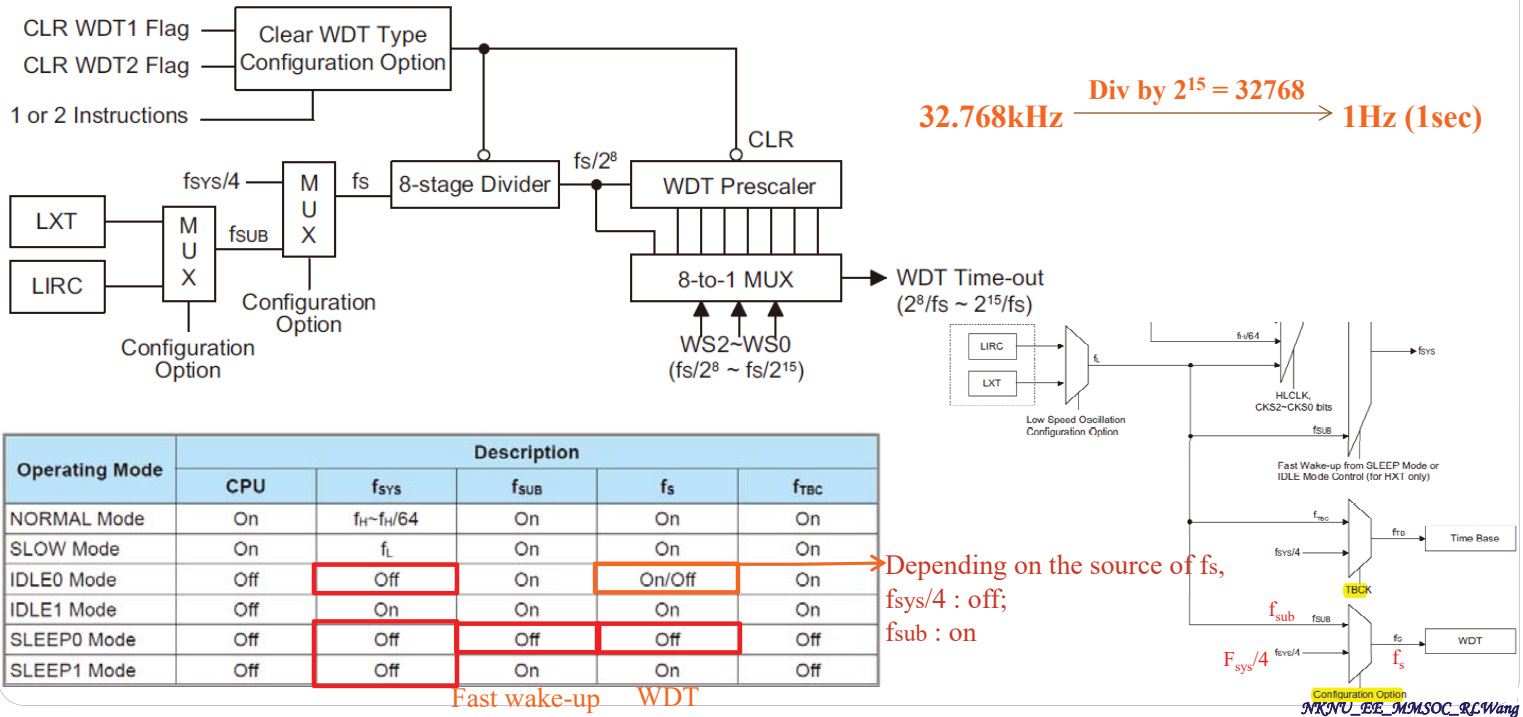 CLR WDT1 Flag
CLR WDT2 Flag
1 or 2 Instructions
Clear WDT Type
Configuration Option
CLR
fSYS/4
M
U
X
fS
8-stage Divider
fs/2⁸
WDT Prescaler
LXT
LIRC
M
U
X
fSUB
Configuration
Option
Configuration
Option
8-to-1 MUX
WDT Time-out
(2⁸/fs ~ 2¹⁵/fs)
WS2~WS0
(fs/2⁸ ~ fs/2¹⁵)
32.768kHz
Div by 2¹⁵ = 32768
1Hz (1sec)
LIRC
LXT
fL
Low Speed Oscillation
Configuration Option
fH/64
HLCLK,
CKS2~CKS0 bits
fSYS
fSUB
Fast Wake-up from SLEEP Mode or
IDLE Mode Control (for HXT only)
fTBC
fSYS/4
fTB
Time Base
TBCK
fsub
fSUB
Fsys/4
fSYS/4
fS
fs
WDT
Configuration Option
Operating Mode
Description
CPU fSYS fSUB fS fTBC
NORMAL Mode On fH~fH/64 On On On
SLOW Mode On fL On On On
IDLE0 Mode Off Off On On/Off On
IDLE1 Mode Off On On On On
SLEEP0 Mode Off Off Off Off Off
SLEEP1 Mode Off Off On On Off
Depending on the source of fs,
fsys/4 : off;
fsub : on
Fast wake-up
WDT
NKNU_EE_MMSOC_RLWang